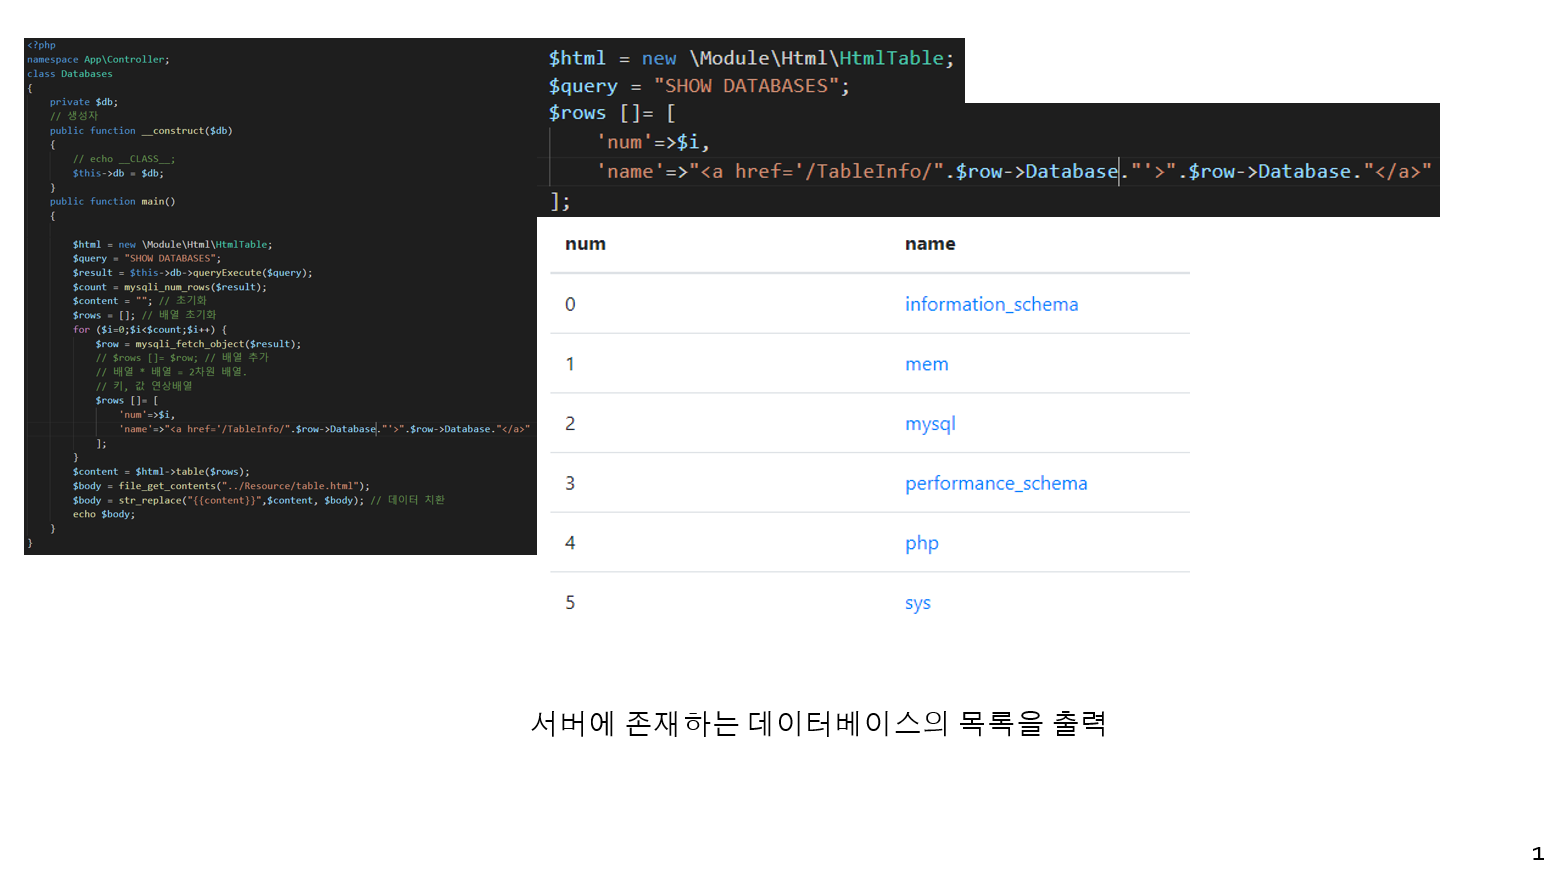 <?php
namespace App\Controller;
class Databases
{
    private $db;
    // 생성자
    public function __construct($db)
    {
        // echo __CLASS__;
        $this->db = $db;
    }
    public function main()
    {
        $html = new \Module\Html\HtmlTable;
        $query = "SHOW DATABASES";
        $result = $this->db->queryExecute($query);
        $count = mysqli_num_rows($result);
        $content = ""; // 초기화
        $rows = []; // 배열 초기화
        for ($i=0;$i<$count;$i++) {
            $row = mysqli_fetch_object($result);
            // $rows []= $row; // 배열 추가
            // 배열 * 배열 = 2차원 배열.
            // 키, 값 연상배열
            $rows []= [
                'num'=>$i,
                'name'=>"<a href='/TableInfo/".$row->Database."'>".$row->Database."</a>"
            ];
        }
        $content = $html->table($rows);
        $body = file_get_contents("../Resource/table.html");
        $body = str_replace("{{content}}",$content, $body); // 데이터 치환
        echo $body;
    }
}
$html = new \Module\Html\HtmlTable;
$query = "SHOW DATABASES";
$rows []= [
    'num'=>$i,
    'name'=>"<a href='/TableInfo/".$row->Database."'>".$row->Database."</a>"
];
num name
0 information_schema
1 mem
2 mysql
3 performance_schema
4 php
5 sys
서버에 존재하는 데이터베이스의 목록을 출력
1